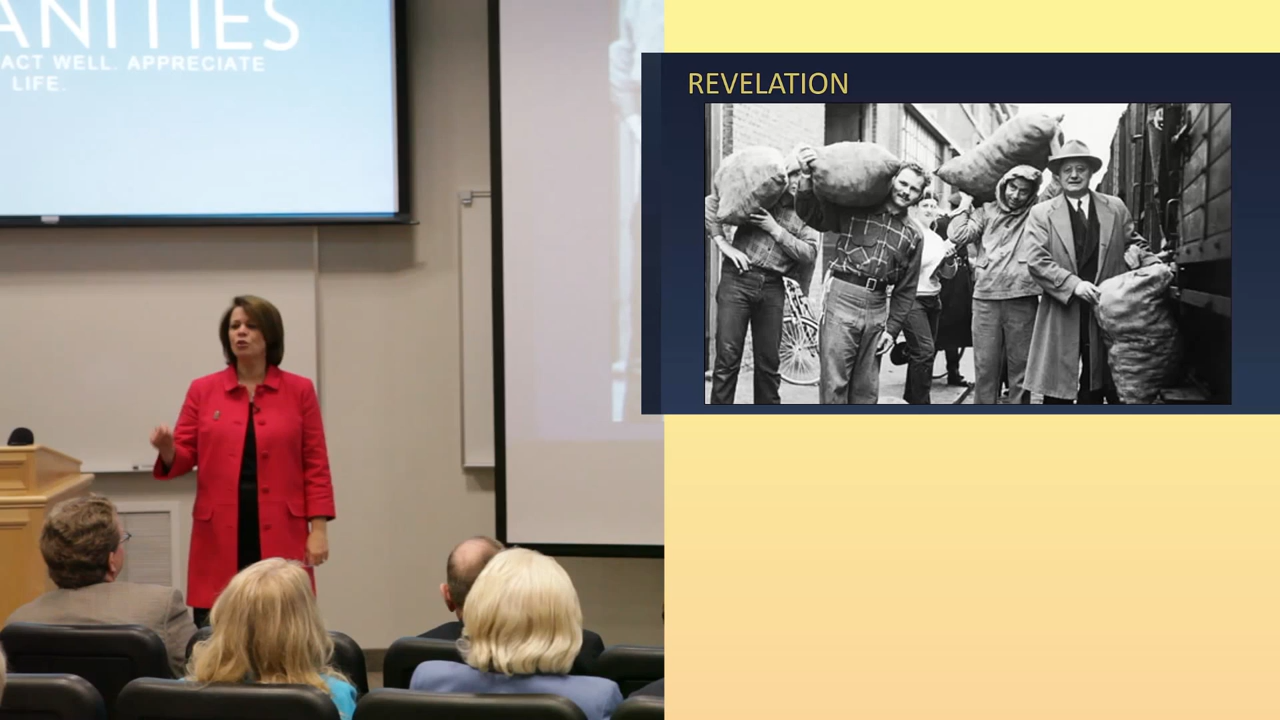 ANITIES
ACT WELL. APPRECIATE
LIFE.
REVELATION